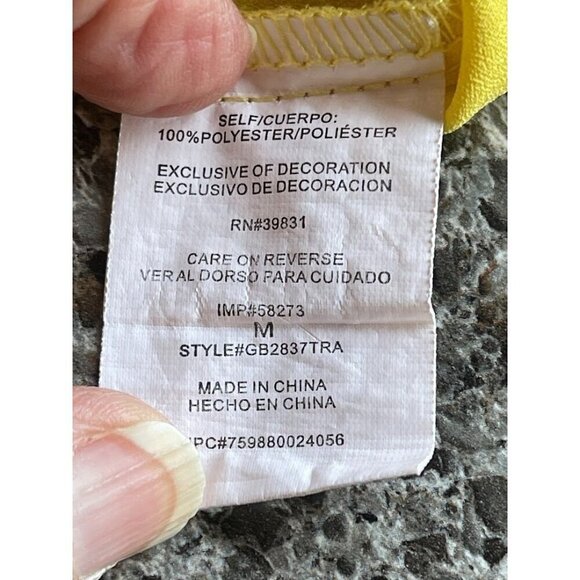 SELF/CUERPO:
100%POLYESTER/POLIÉSTER
EXCLUSIVE OF DECORATION
EXCLUSIVO DE DECORACION
RN#39831
CARE ON REVERSE
VER AL DORSO PARA CUIDADO
IMP#58273
M
STYLE#GB2837TRA
MADE IN CHINA
HECHO EN CHINA
UPC#759880024056